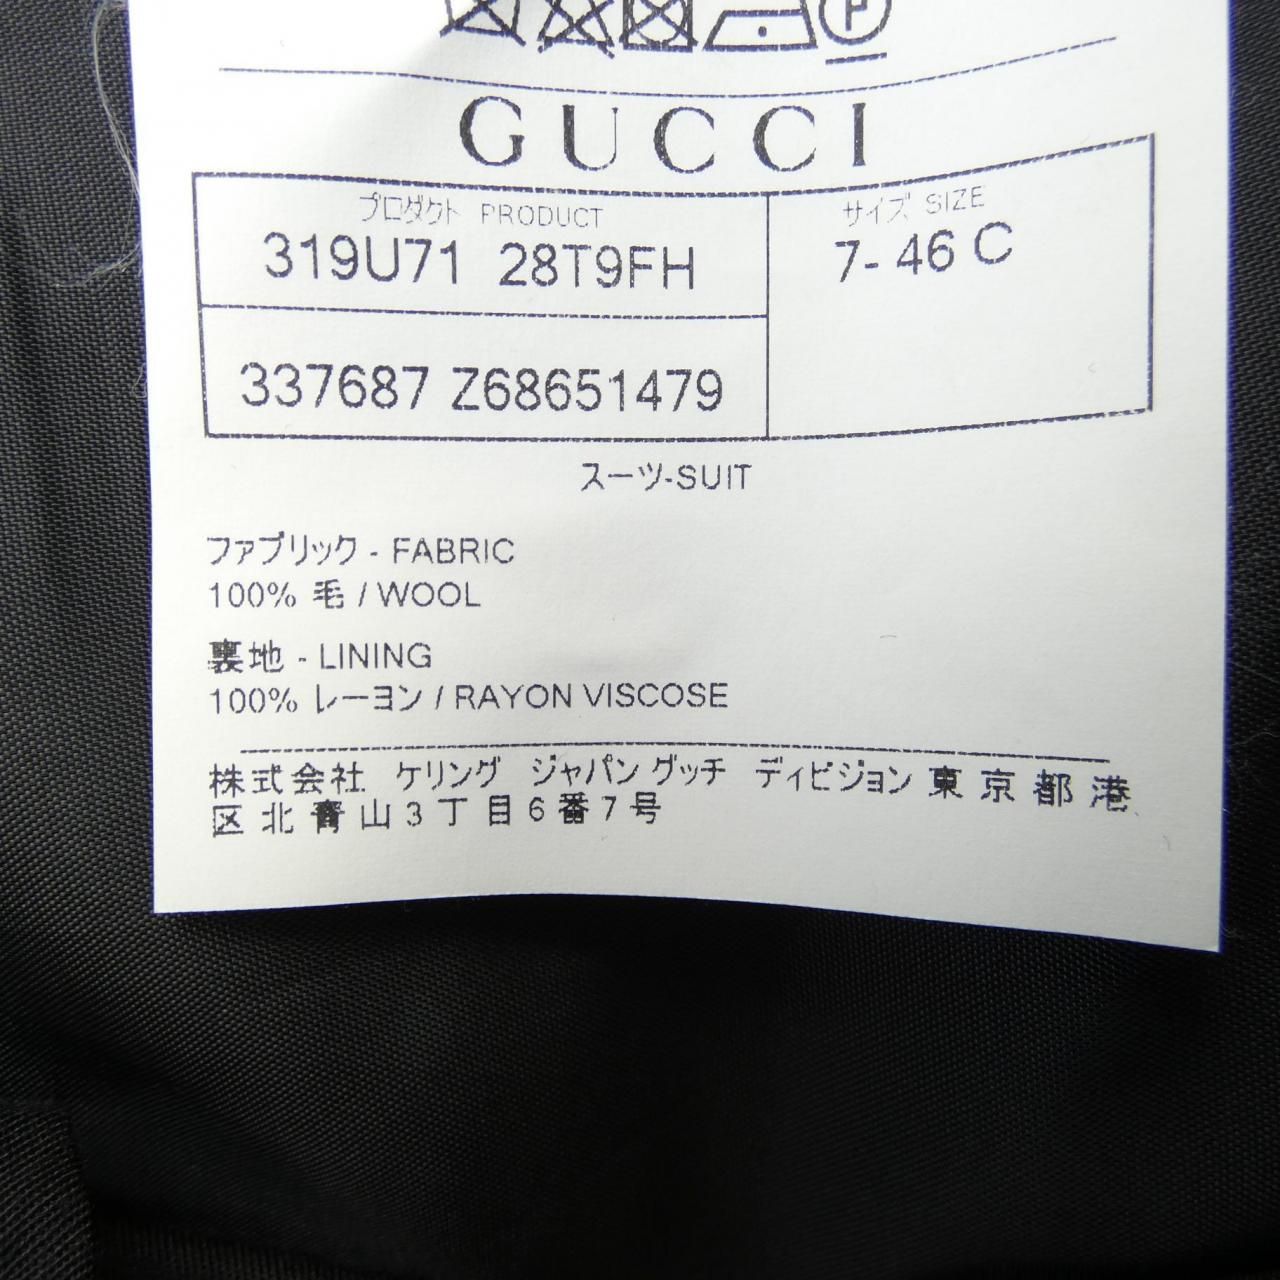 P
GUCCI
プロダクト PRODUCT
319U71 28T9FH
337687 Z68651479
サイズ SIZE
7- 46 C
スーツ-SUIT
ファブリック - FABRIC
100% 毛 / WOOL
裏地 - LINING
100% レーヨン / RAYON VISCOSE
株式会社 ケリング ジャパン グッチ ディビジョン 東京都港
区北青山3丁目6番7号